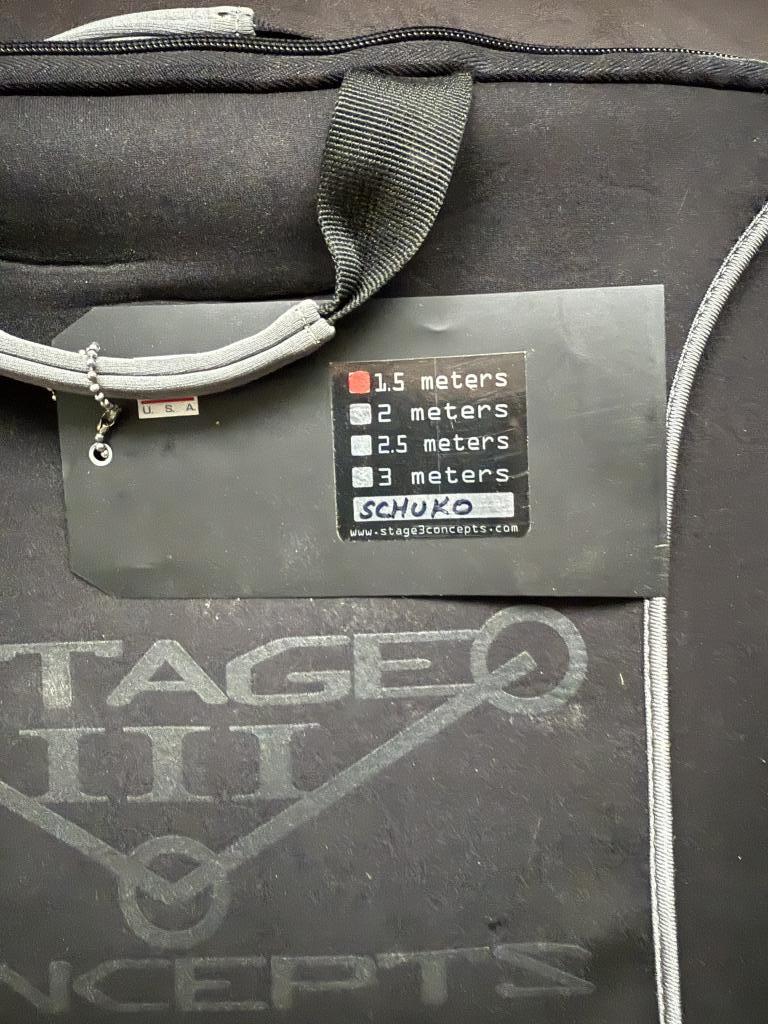 U. S. A.
1.5 meters
2 meters
2.5 meters
3 meters
SCHUKO
www.stage3concepts.com
TAGE
III
NCEPTS